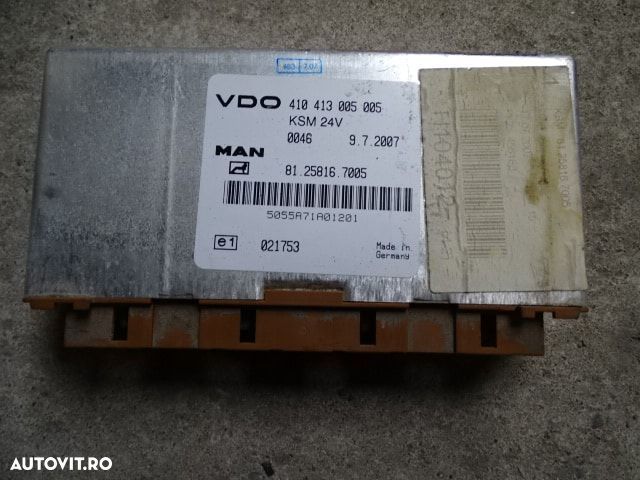 VDO 410 413 005 005
KSM 24V
0046 9.7.2007
MAN
81.25816.7005
5055A71A01201
e1 021753
Made in
Germany
AUTOVIT.RO